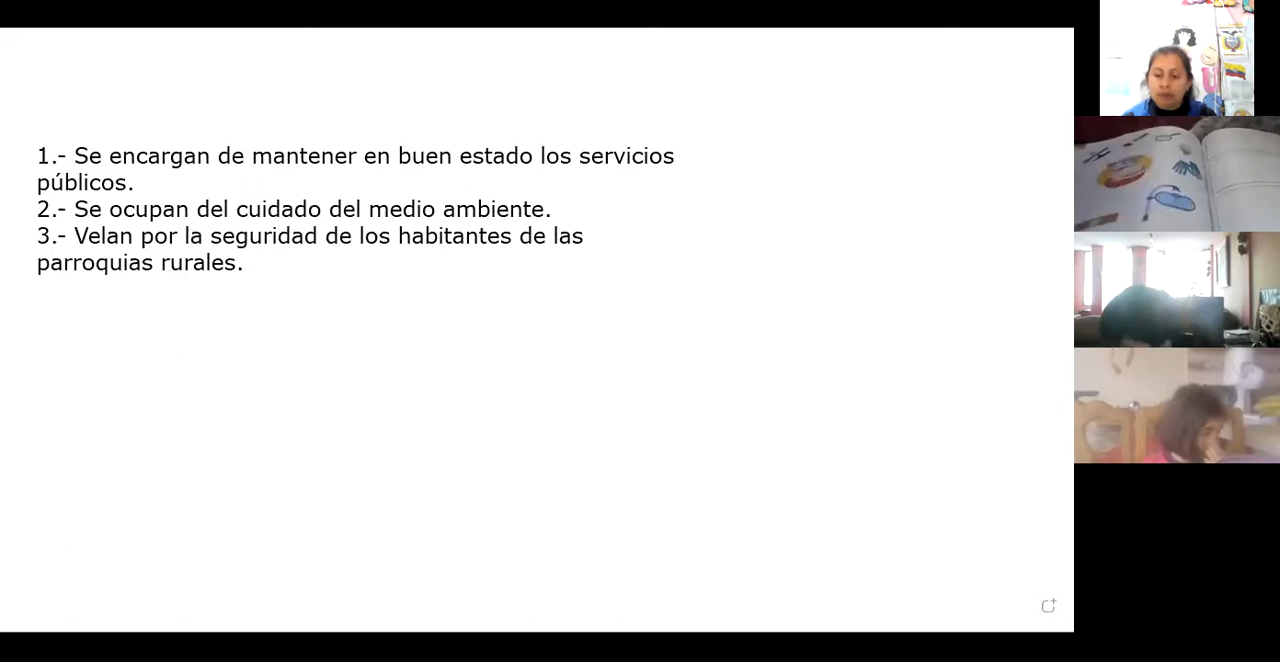 1.- Se encargan de mantener en buen estado los servicios
públicos.
2.- Se ocupan del cuidado del medio ambiente.
3.- Velan por la seguridad de los habitantes de las
parroquias rurales.